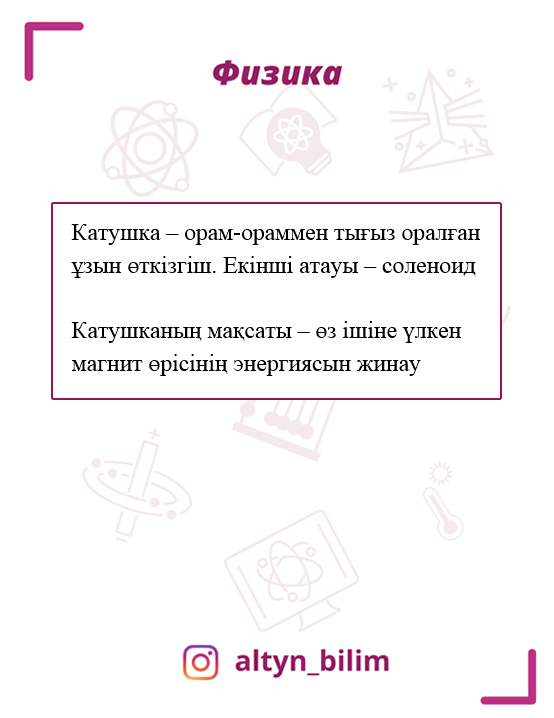 Физика
Катушка – орам-ораммен тығыз оралған
ұзын өткізгіш. Екінші атауы – соленоид
Катушканың мақсаты – өз ішіне үлкен
магнит өрісінің энергиясын жинау
altyn_bilim